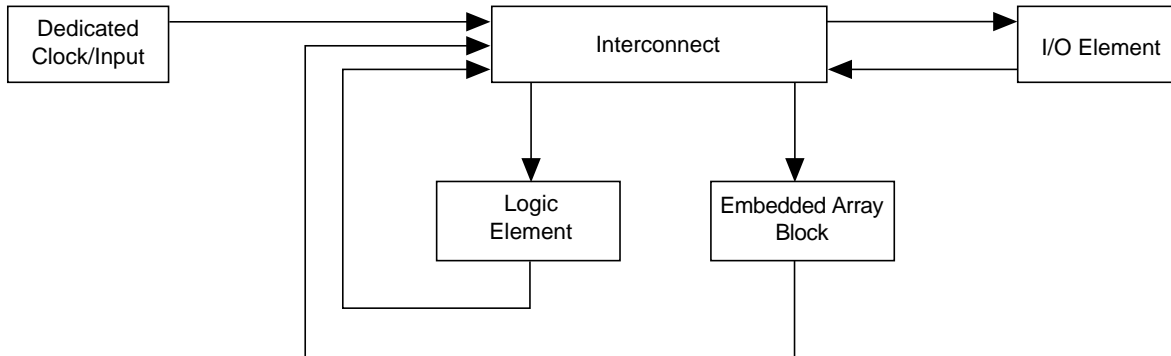 Dedicated
Clock/Input
Interconnect
I/O Element
Logic
Element
Embedded Array
Block